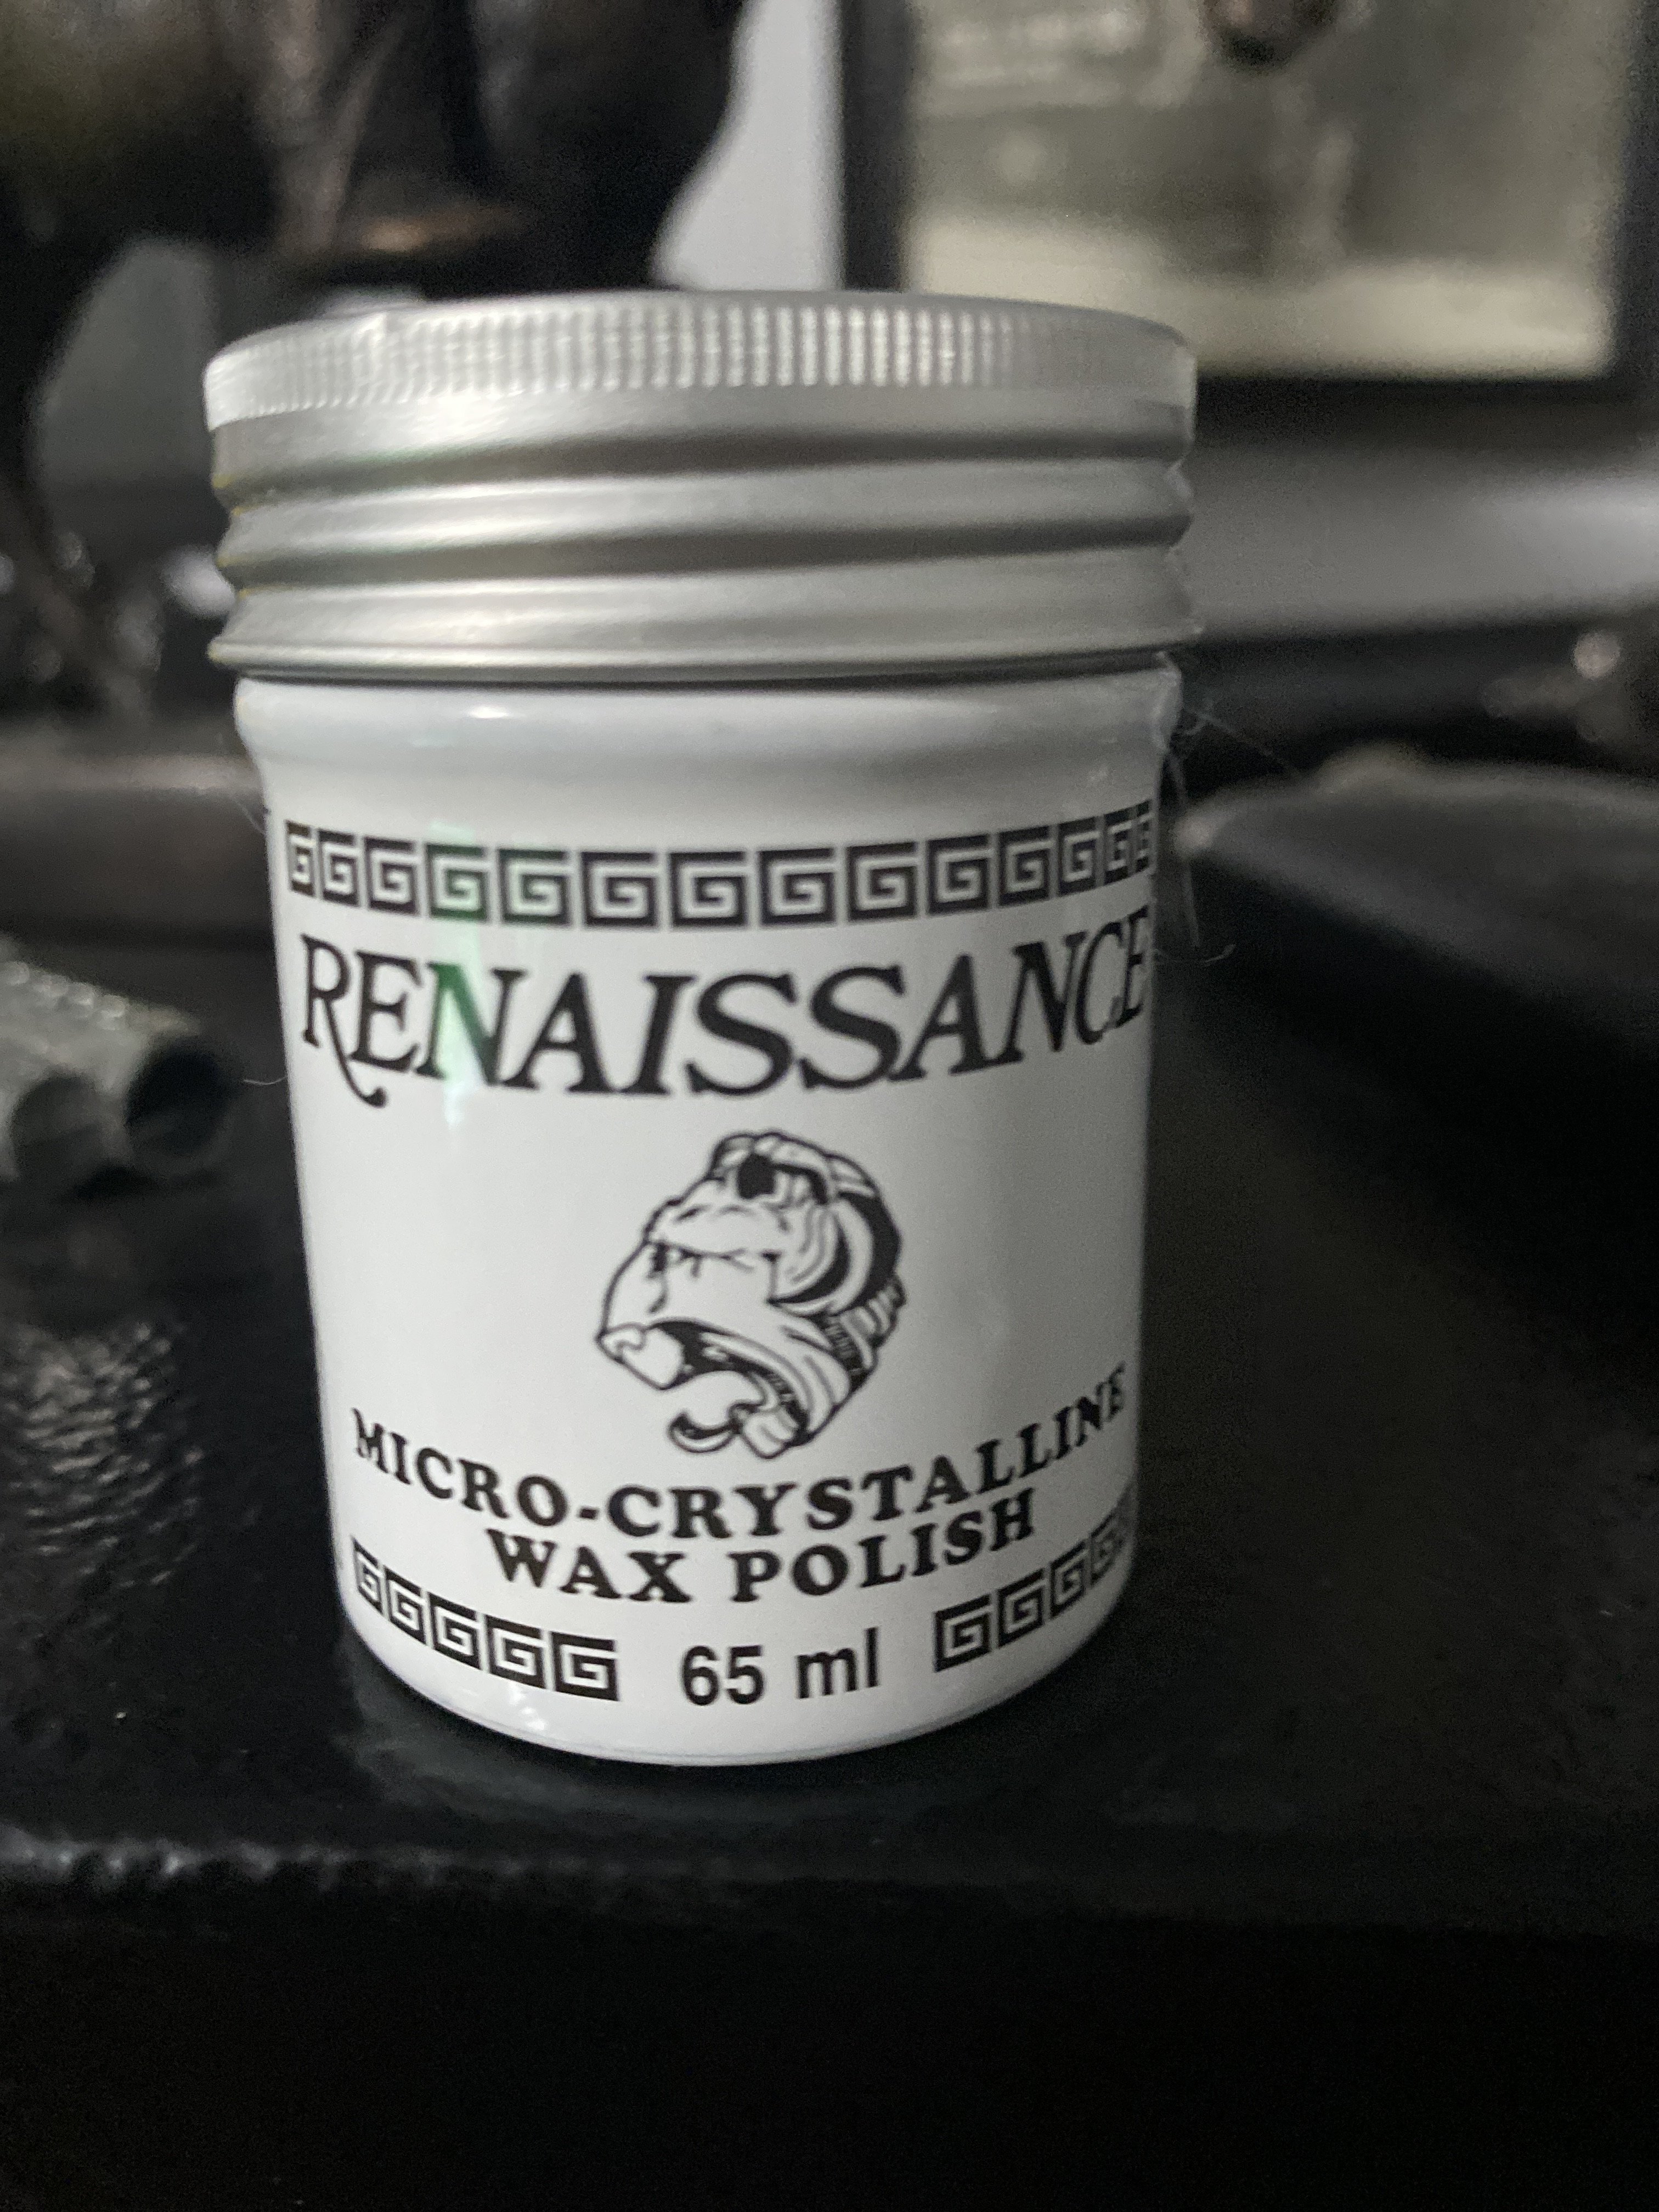 RENAISSANCE
MICRO-CRYSTALLINE
WAX POLISH
65 ml